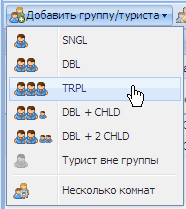 Добавить группу/туриста
SNGL
DBL
TRPL
DBL + CHLD
DBL + 2 CHLD
Турист вне группы
Несколько комнат